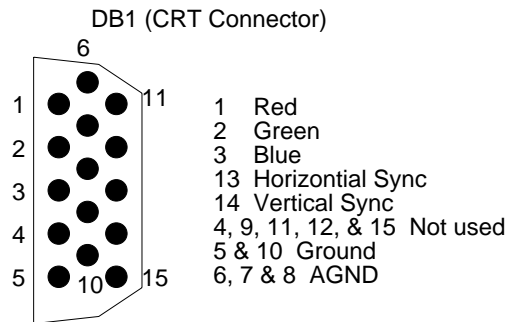 DB1 (CRT Connector)
6
1
11
2
3
4
5
10
15
1 Red
2 Green
3 Blue
13 Horizontial Sync
14 Vertical Sync
4, 9, 11, 12, & 15 Not used
5 & 10 Ground
6, 7 & 8 AGND